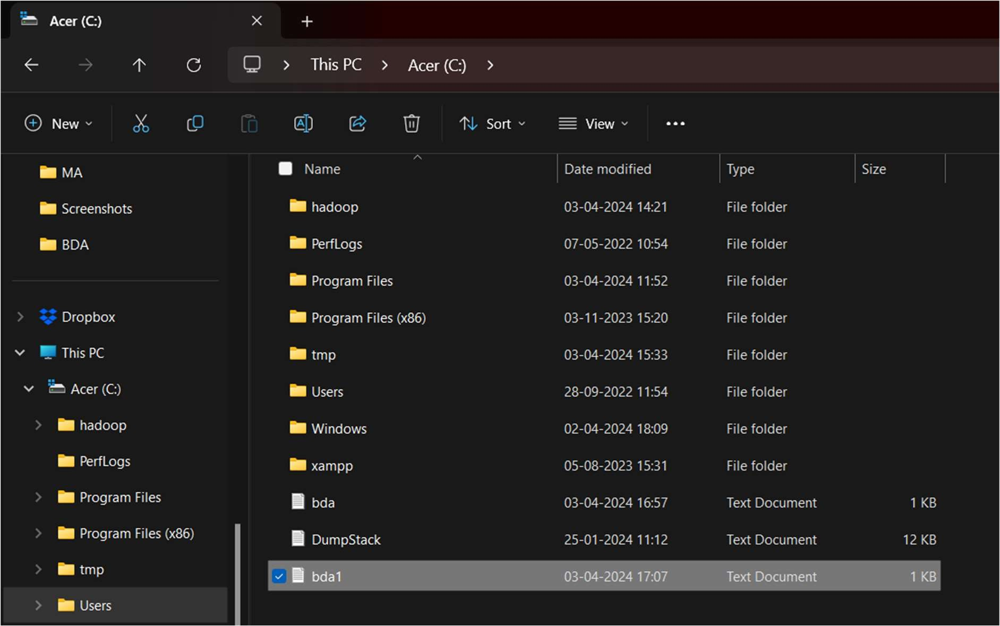 Acer (C:)
This PC > Acer (C:) >
New
Sort
View
MA
Screenshots
BDA
Dropbox
This PC
Acer (C:)
hadoop
PerfLogs
Program Files
Program Files (x86)
tmp
Users
Name Date modified Type Size
hadoop 03-04-2024 14:21 File folder
PerfLogs 07-05-2022 10:54 File folder
Program Files 03-04-2024 11:52 File folder
Program Files (x86) 03-11-2023 15:20 File folder
tmp 03-04-2024 15:33 File folder
Users 28-09-2022 11:54 File folder
Windows 02-04-2024 18:09 File folder
xampp 05-08-2023 15:31 File folder
bda 03-04-2024 16:57 Text Document 1 KB
DumpStack 25-01-2024 11:12 Text Document 12 KB
bda1 03-04-2024 17:07 Text Document 1 KB